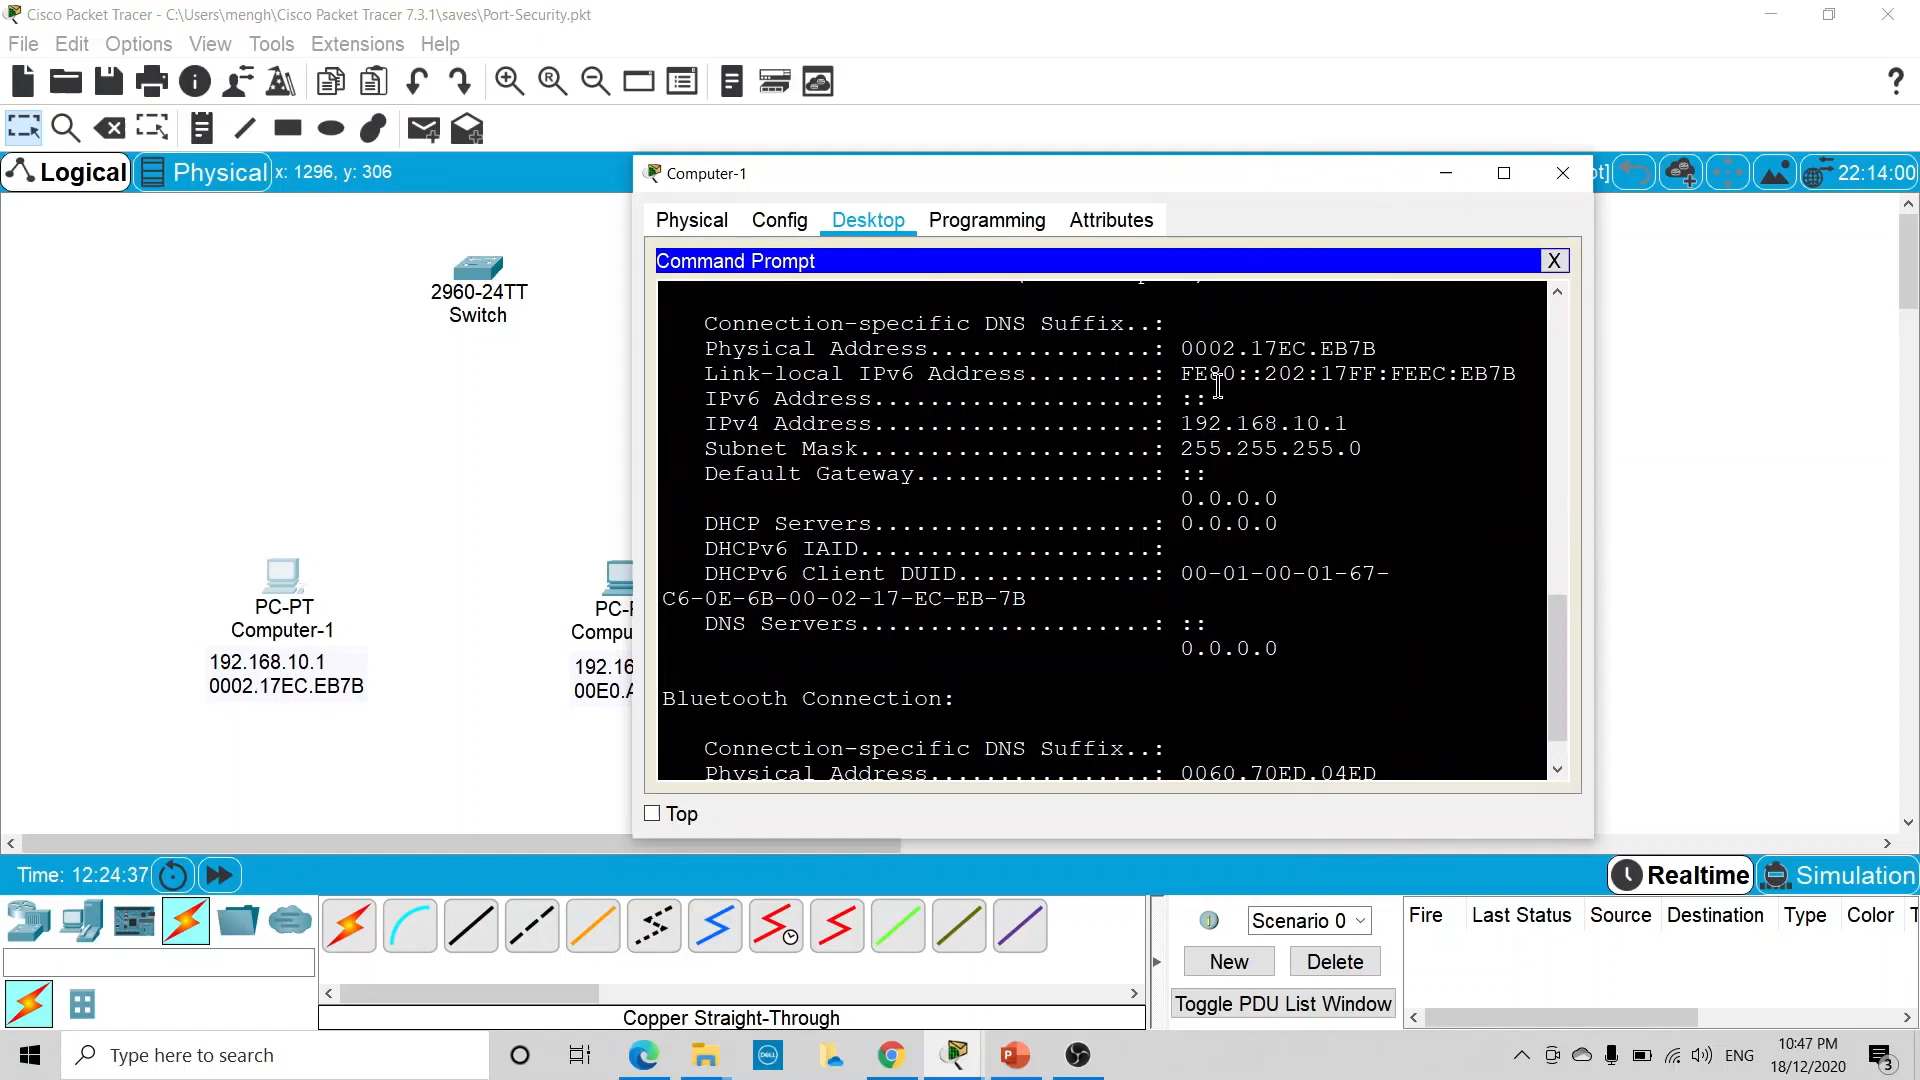 Cisco Packet Tracer - C:\Users\mengh\Cisco Packet Tracer 7.3.1\saves\Port-Security.pkt
File Edit Options View Tools Extensions Help
Logical Physical x: 1296, y: 306
22:14:00
Computer-1
Physical Config Desktop Programming Attributes
Command Prompt X
Connection-specific DNS Suffix..:
Physical Address................: 0002.17EC.EB7B
Link-local IPv6 Address.........: FE80::202:17FF:FEEC:EB7B
IPv6 Address....................: ::
IPv4 Address....................: 192.168.10.1
Subnet Mask.....................: 255.255.255.0
Default Gateway.................: ::
0.0.0.0
DHCP Servers....................: 0.0.0.0
DHCPv6 IAID.....................:
DHCPv6 Client DUID..............: 00-01-00-01-67-
C6-0E-6B-00-02-17-EC-EB-7B
DNS Servers.....................: ::
0.0.0.0
Bluetooth Connection:
Connection-specific DNS Suffix..:
Physical Address................: 0060.70ED.04ED
Top
2960-24TT
Switch
PC-PT
Computer-1
192.168.10.1
0002.17EC.EB7B
PC-
Compu
192.16
00E0.
Time: 12:24:37
Realtime Simulation
Scenario 0
New Delete
Toggle PDU List Window
Fire Last Status Source Destination Type Color
Copper Straight-Through
Type here to search
DELL
ENG
10:47 PM
18/12/2020
3